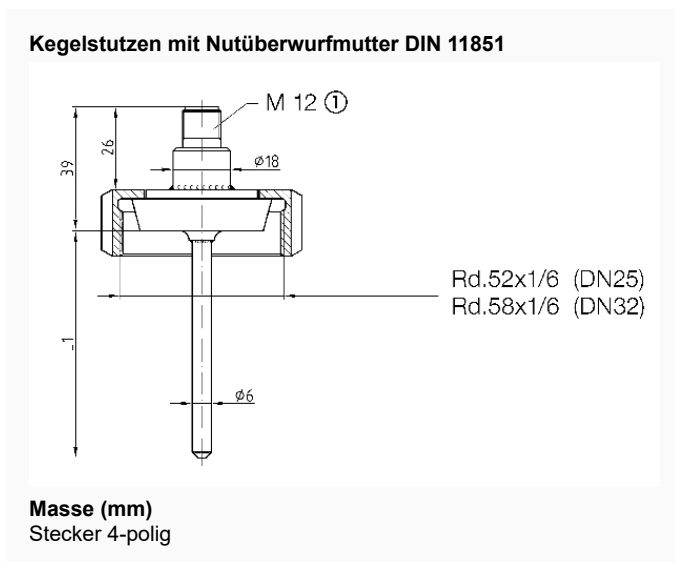 Kegelstutzen mit Nutüberwurfmutter DIN 11851
M 12 ①
26
39
ø18
Rd.52x1/6 (DN25)
Rd.58x1/6 (DN32)
ø6
Masse (mm)
Stecker 4-polig